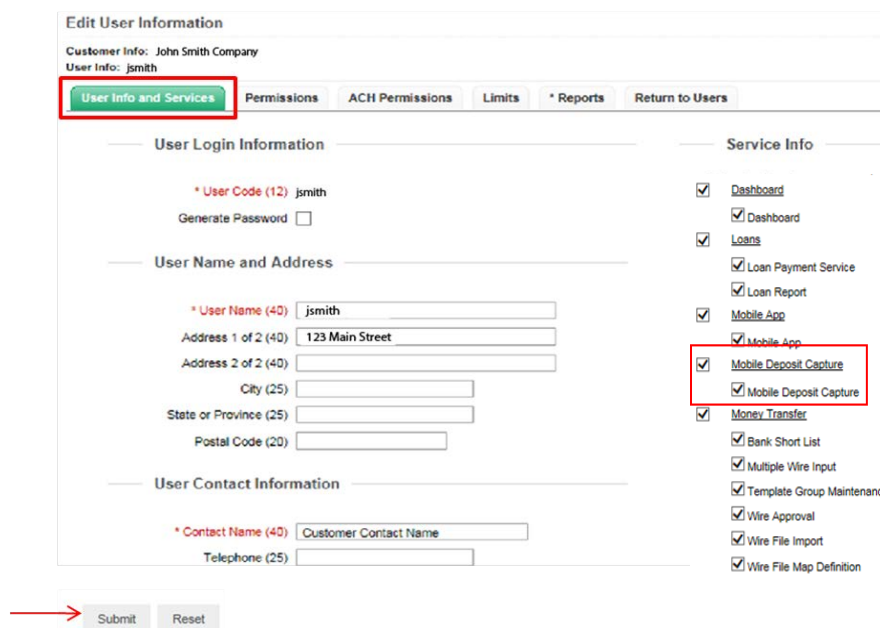 Edit User Information
Customer Info: John Smith Company
User Info: jsmith
User Info and Services Permissions ACH Permissions Limits * Reports Return to Users
User Login Information
* User Code (12) jsmith
Generate Password
User Name and Address
* User Name (40) jsmith
Address 1 of 2 (40) 123 Main Street
Address 2 of 2 (40)
City (25)
State or Province (25)
Postal Code (20)
User Contact Information
* Contact Name (40) Customer Contact Name
Telephone (25)
Service Info
Dashboard
Dashboard
Loans
Loan Payment Service
Loan Report
Mobile App
Mobile App
Mobile Deposit Capture
Mobile Deposit Capture
Money Transfer
Bank Short List
Multiple Wire Input
Template Group Maintenanc
Wire Approval
Wire File Import
Wire File Map Definition
Submit Reset